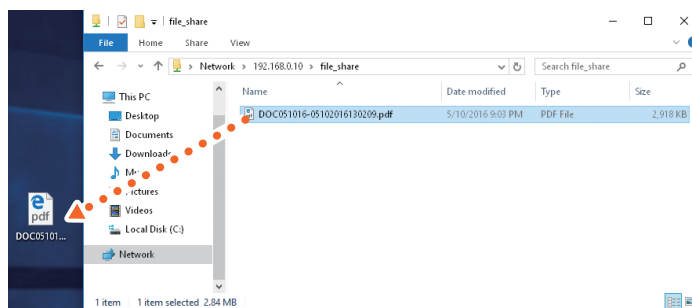 file_share
File Home Share View
Network > 192.168.0.10 > file_share
Search file_share
Name Date modified Type Size
DOC051016-05102016130209.pdf 5/10/2016 9:03 PM PDF File 2,918 KB
This PC
Desktop
Documents
Pictures
Videos
Local Disk (C:)
Network
pdf
DOC05101...
1 item 1 item selected 2.84 MB